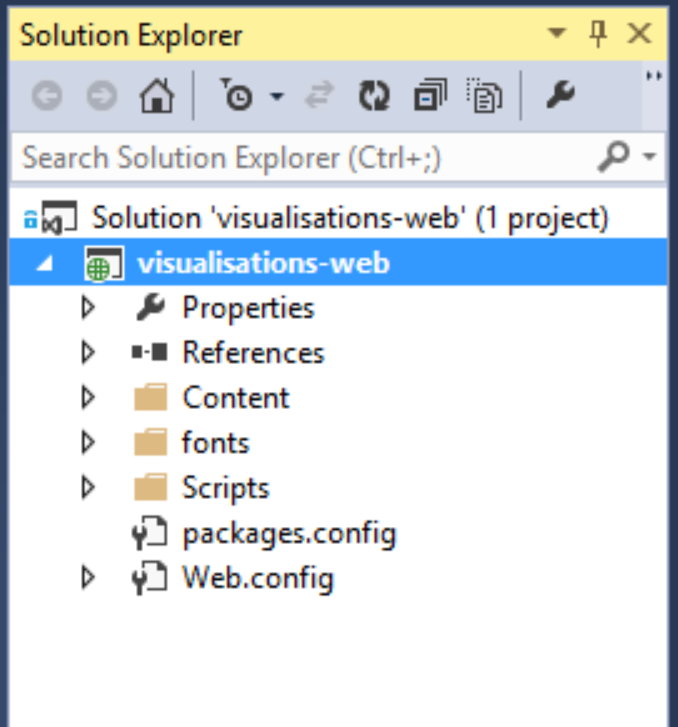 Solution Explorer
Search Solution Explorer (Ctrl+;)
Solution 'visualisations-web' (1 project)
visualisations-web
Properties
References
Content
fonts
Scripts
packages.config
Web.config